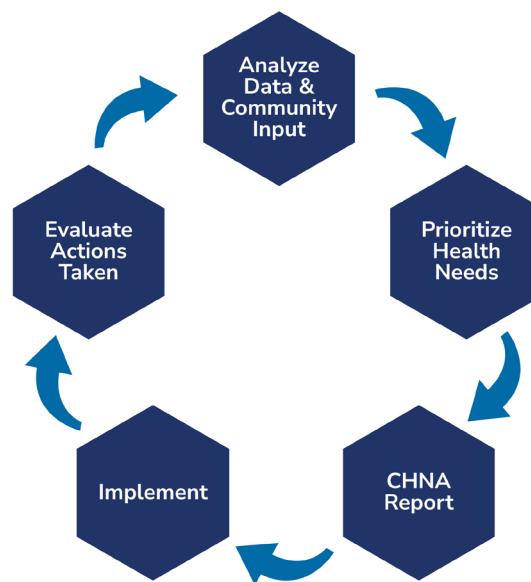 Analyze
Data &
Community
Input
Prioritize
Health
Needs
CHNA
Report
Implement
Evaluate
Actions
Taken